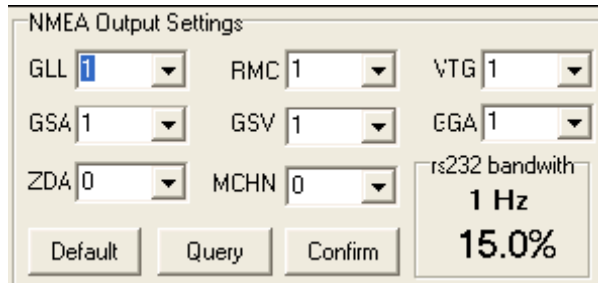 NMEA Output Settings
GLL 1 RMC 1 VTG 1
GSA 1 GSV 1 GGA 1
ZDA 0 MCHN 0
rs232 bandwith
1 Hz
15.0%
Default Query Confirm